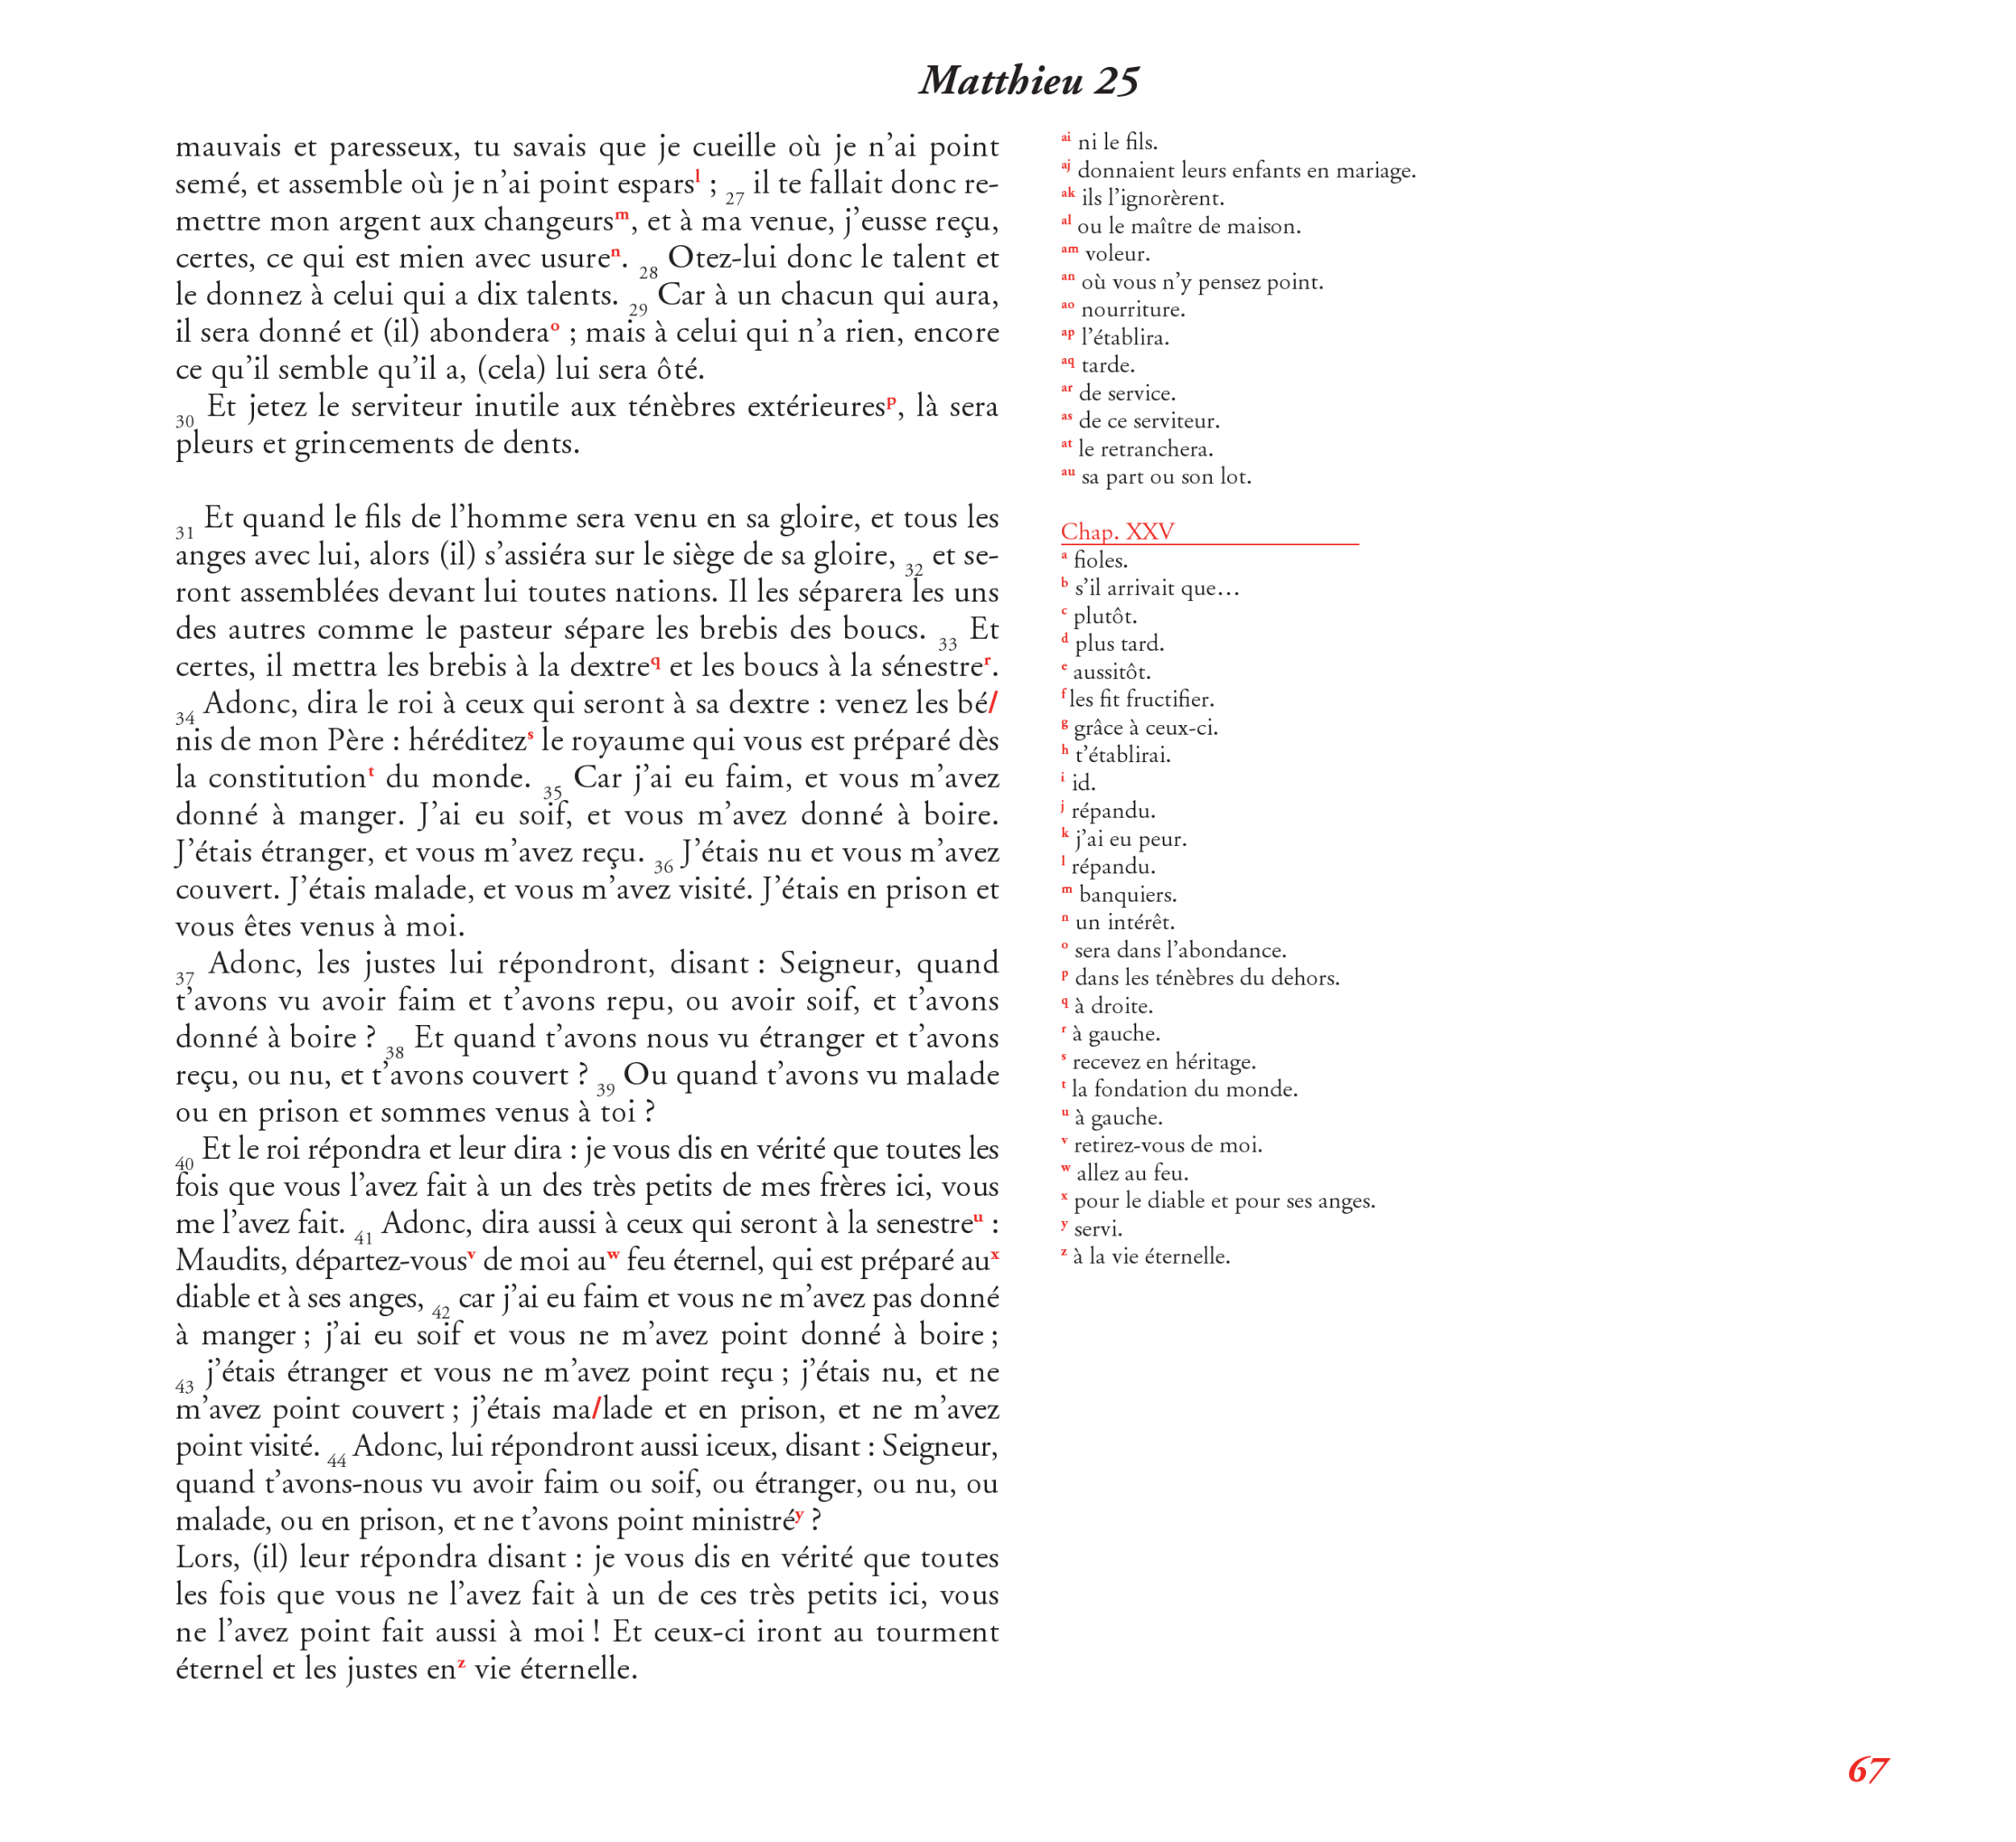 Matthieu 25
mauvais et paresseux, tu savais que je cueille où je n’ai point
semé, et assemble où je n’ai point espars l ; 27 il te fallait donc re-
mettre mon argent aux changeurs m, et à ma venue, j’eusse reçu,
certes, ce qui est mien avec usure n. 28 Otez-lui donc le talent et
le donnez à celui qui a dix talents. 29 Car à un chacun qui aura,
il sera donné et (il) abondera o ; mais à celui qui n’a rien, encore
ce qu’il semble qu’il a, (cela) lui sera ôté.
30 Et jetez le serviteur inutile aux ténèbres extérieures p, là sera
pleurs et grincements de dents.
31 Et quand le fils de l’homme sera venu en sa gloire, et tous les
anges avec lui, alors (il) s’assiéra sur le siège de sa gloire, 32 et se-
ront assemblées devant lui toutes nations. Il les séparera les uns
des autres comme le pasteur sépare les brebis des boucs. 33 Et
certes, il mettra les brebis à la dextre q et les boucs à la sénestre r.
34 Adonc, dira le roi à ceux qui seront à sa dextre : venez les bé/
nis de mon Père : héréditez s le royaume qui vous est préparé dès
la constitution t du monde. 35 Car j’ai eu faim, et vous m’avez
donné à manger. J’ai eu soif, et vous m’avez donné à boire.
J’étais étranger, et vous m’avez reçu. 36 J’étais nu et vous m’avez
couvert. J’étais malade, et vous m’avez visité. J’étais en prison et
vous êtes venus à moi.
37 Adonc, les justes lui répondront, disant : Seigneur, quand
t’avons vu avoir faim et t’avons repu, ou avoir soif, et t’avons
donné à boire ? 38 Et quand t’avons nous vu étranger et t’avons
reçu, ou nu, et t’avons couvert ? 39 Ou quand t’avons vu malade
ou en prison et sommes venus à toi ?
40 Et le roi répondra et leur dira : je vous dis en vérité que toutes les
fois que vous l’avez fait à un des très petits de mes frères ici, vous
me l’avez fait. 41 Adonc, dira aussi à ceux qui seront à la senestre u :
Maudits, départez-vous v de moi au w feu éternel, qui est préparé au x
diable et à ses anges, 42 car j’ai eu faim et vous ne m’avez pas donné
à manger ; j’ai eu soif et vous ne m’avez point donné à boire ;
43 j’étais étranger et vous ne m’avez point reçu ; j’étais nu, et ne
m’avez point couvert ; j’étais ma/lade et en prison, et ne m’avez
point visité. 44 Adonc, lui répondront aussi iceux, disant : Seigneur,
quand t’avons-nous vu avoir faim ou soif, ou étranger, ou nu, ou
malade, ou en prison, et ne t’avons point ministré y ?
Lors, (il) leur répondra disant : je vous dis en vérité que toutes
les fois que vous ne l’avez fait à un de ces très petits ici, vous
ne l’avez point fait aussi à moi ! Et ceux-ci iront au tourment
éternel et les justes en z vie éternelle.
ai ni le fils.
aj donnaient leurs enfants en mariage.
ak ils l’ignorèrent.
al ou le maître de maison.
am voleur.
an où vous n’y pensez point.
ao nourriture.
ap l’établira.
aq tarde.
ar de service.
as de ce serviteur.
at le retranchera.
au sa part ou son lot.
Chap. XXV
a fioles.
b s’il arrivait que…
c plutôt.
d plus tard.
e aussitôt.
f les fit fructifier.
g grâce à ceux-ci.
h t’établirai.
i id.
j répandu.
k j’ai eu peur.
l répandu.
m banquiers.
n un intérêt.
o sera dans l’abondance.
p dans les ténèbres du dehors.
q à droite.
r à gauche.
s recevez en héritage.
t la fondation du monde.
u à gauche.
v retirez-vous de moi.
w allez au feu.
x pour le diable et pour ses anges.
y servi.
z à la vie éternelle.
67